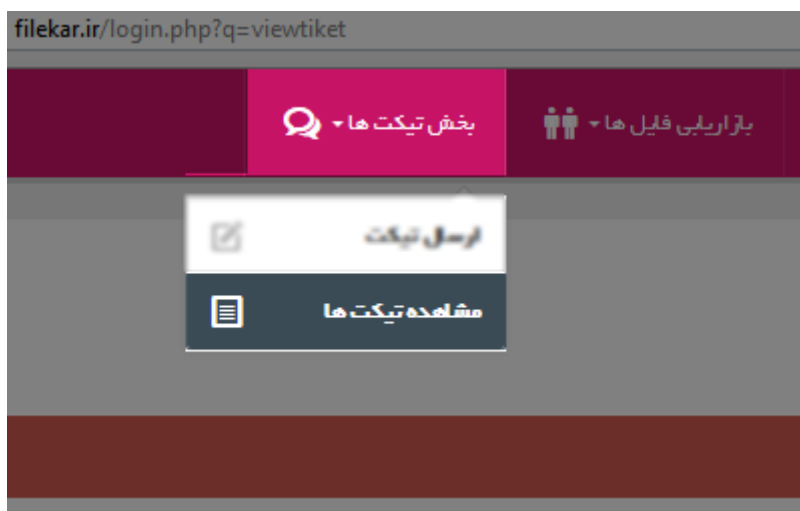 filekar.ir/login.php?q=viewtiket
بازاریابی فایل ها
بخش تیکت ها
ارسال تیکت
مشاهده تیکت ها